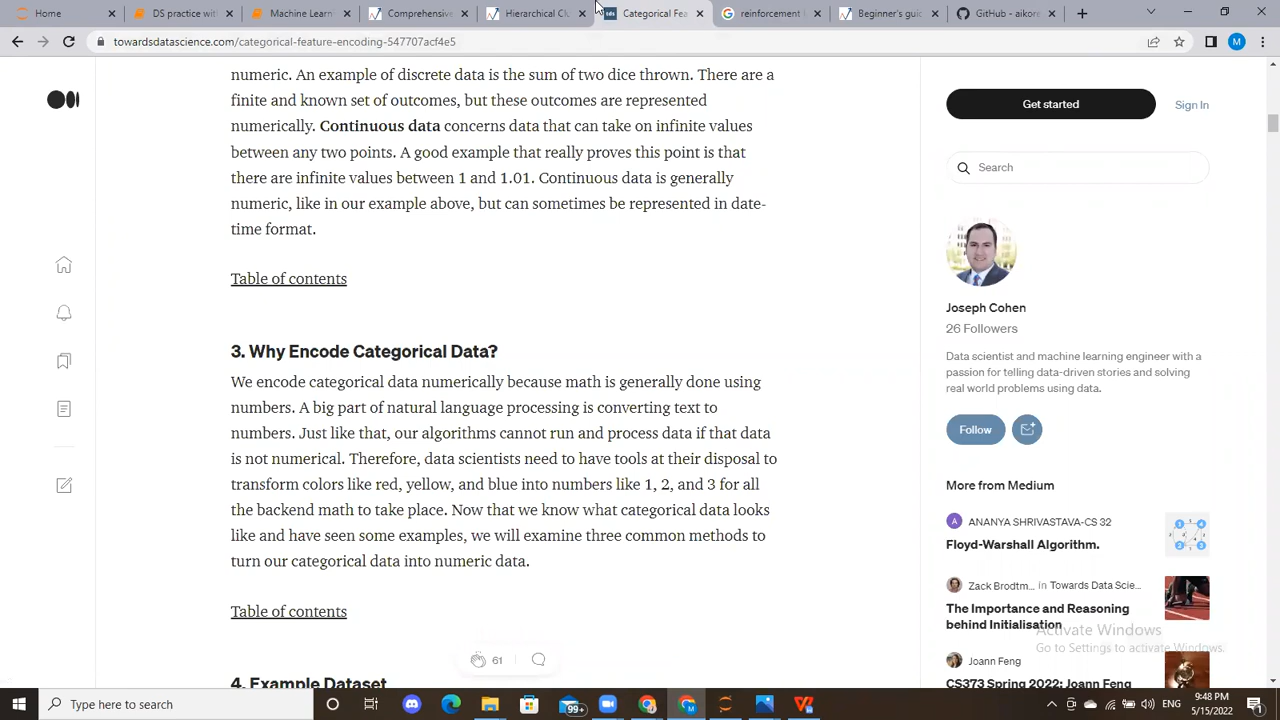 Home
DS practice wit
Machine Learn
Comprehensive
Hierarchical Clu
tds
Categorical Fea
reinforcement
Beginner's guid
GitHub - aikor
towardsdatascience.com/categorical-feature-encoding-547707acf4e5
M
numeric. An example of discrete data is the sum of two dice thrown. There are a
finite and known set of outcomes, but these outcomes are represented
numerically. Continuous data concerns data that can take on infinite values
between any two points. A good example that really proves this point is that
there are infinite values between 1 and 1.01. Continuous data is generally
numeric, like in our example above, but can sometimes be represented in date-
time format.
Table of contents
3. Why Encode Categorical Data?
We encode categorical data numerically because math is generally done using
numbers. A big part of natural language processing is converting text to
numbers. Just like that, our algorithms cannot run and process data if that data
is not numerical. Therefore, data scientists need to have tools at their disposal to
transform colors like red, yellow, and blue into numbers like 1, 2, and 3 for all
the backend math to take place. Now that we know what categorical data looks
like and have seen some examples, we will examine three common methods to
turn our categorical data into numeric data.
Table of contents
61
4. Example Dataset
Get started
Sign In
Search
Joseph Cohen
26 Followers
Data scientist and machine learning engineer with a
passion for telling data-driven stories and solving
real world problems using data.
Follow
More from Medium
A ANANYA SHRIVASTAVA-CS 32
Floyd-Warshall Algorithm.
Zack Brodtm... in Towards Data Scie...
The Importance and Reasoning
behind Initialisation
Joann Feng
CS373 Spring 2022: Joann Feng
Activate Windows
Go to Settings to activate Windows.
Type here to search
99+
M
ENG
9:48 PM
5/15/2022
1